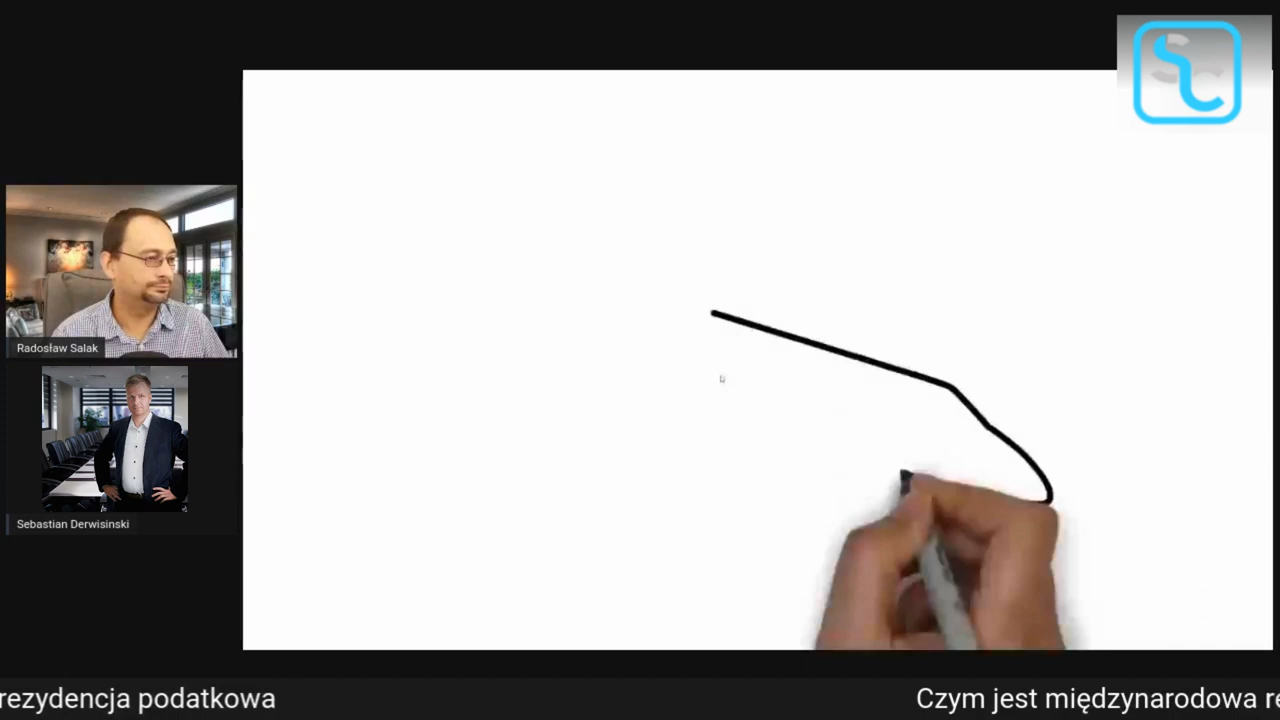 Radosław Salak
Sebastian Derwisinski
rezydencja podatkowa
Czym jest międzynarodowa re